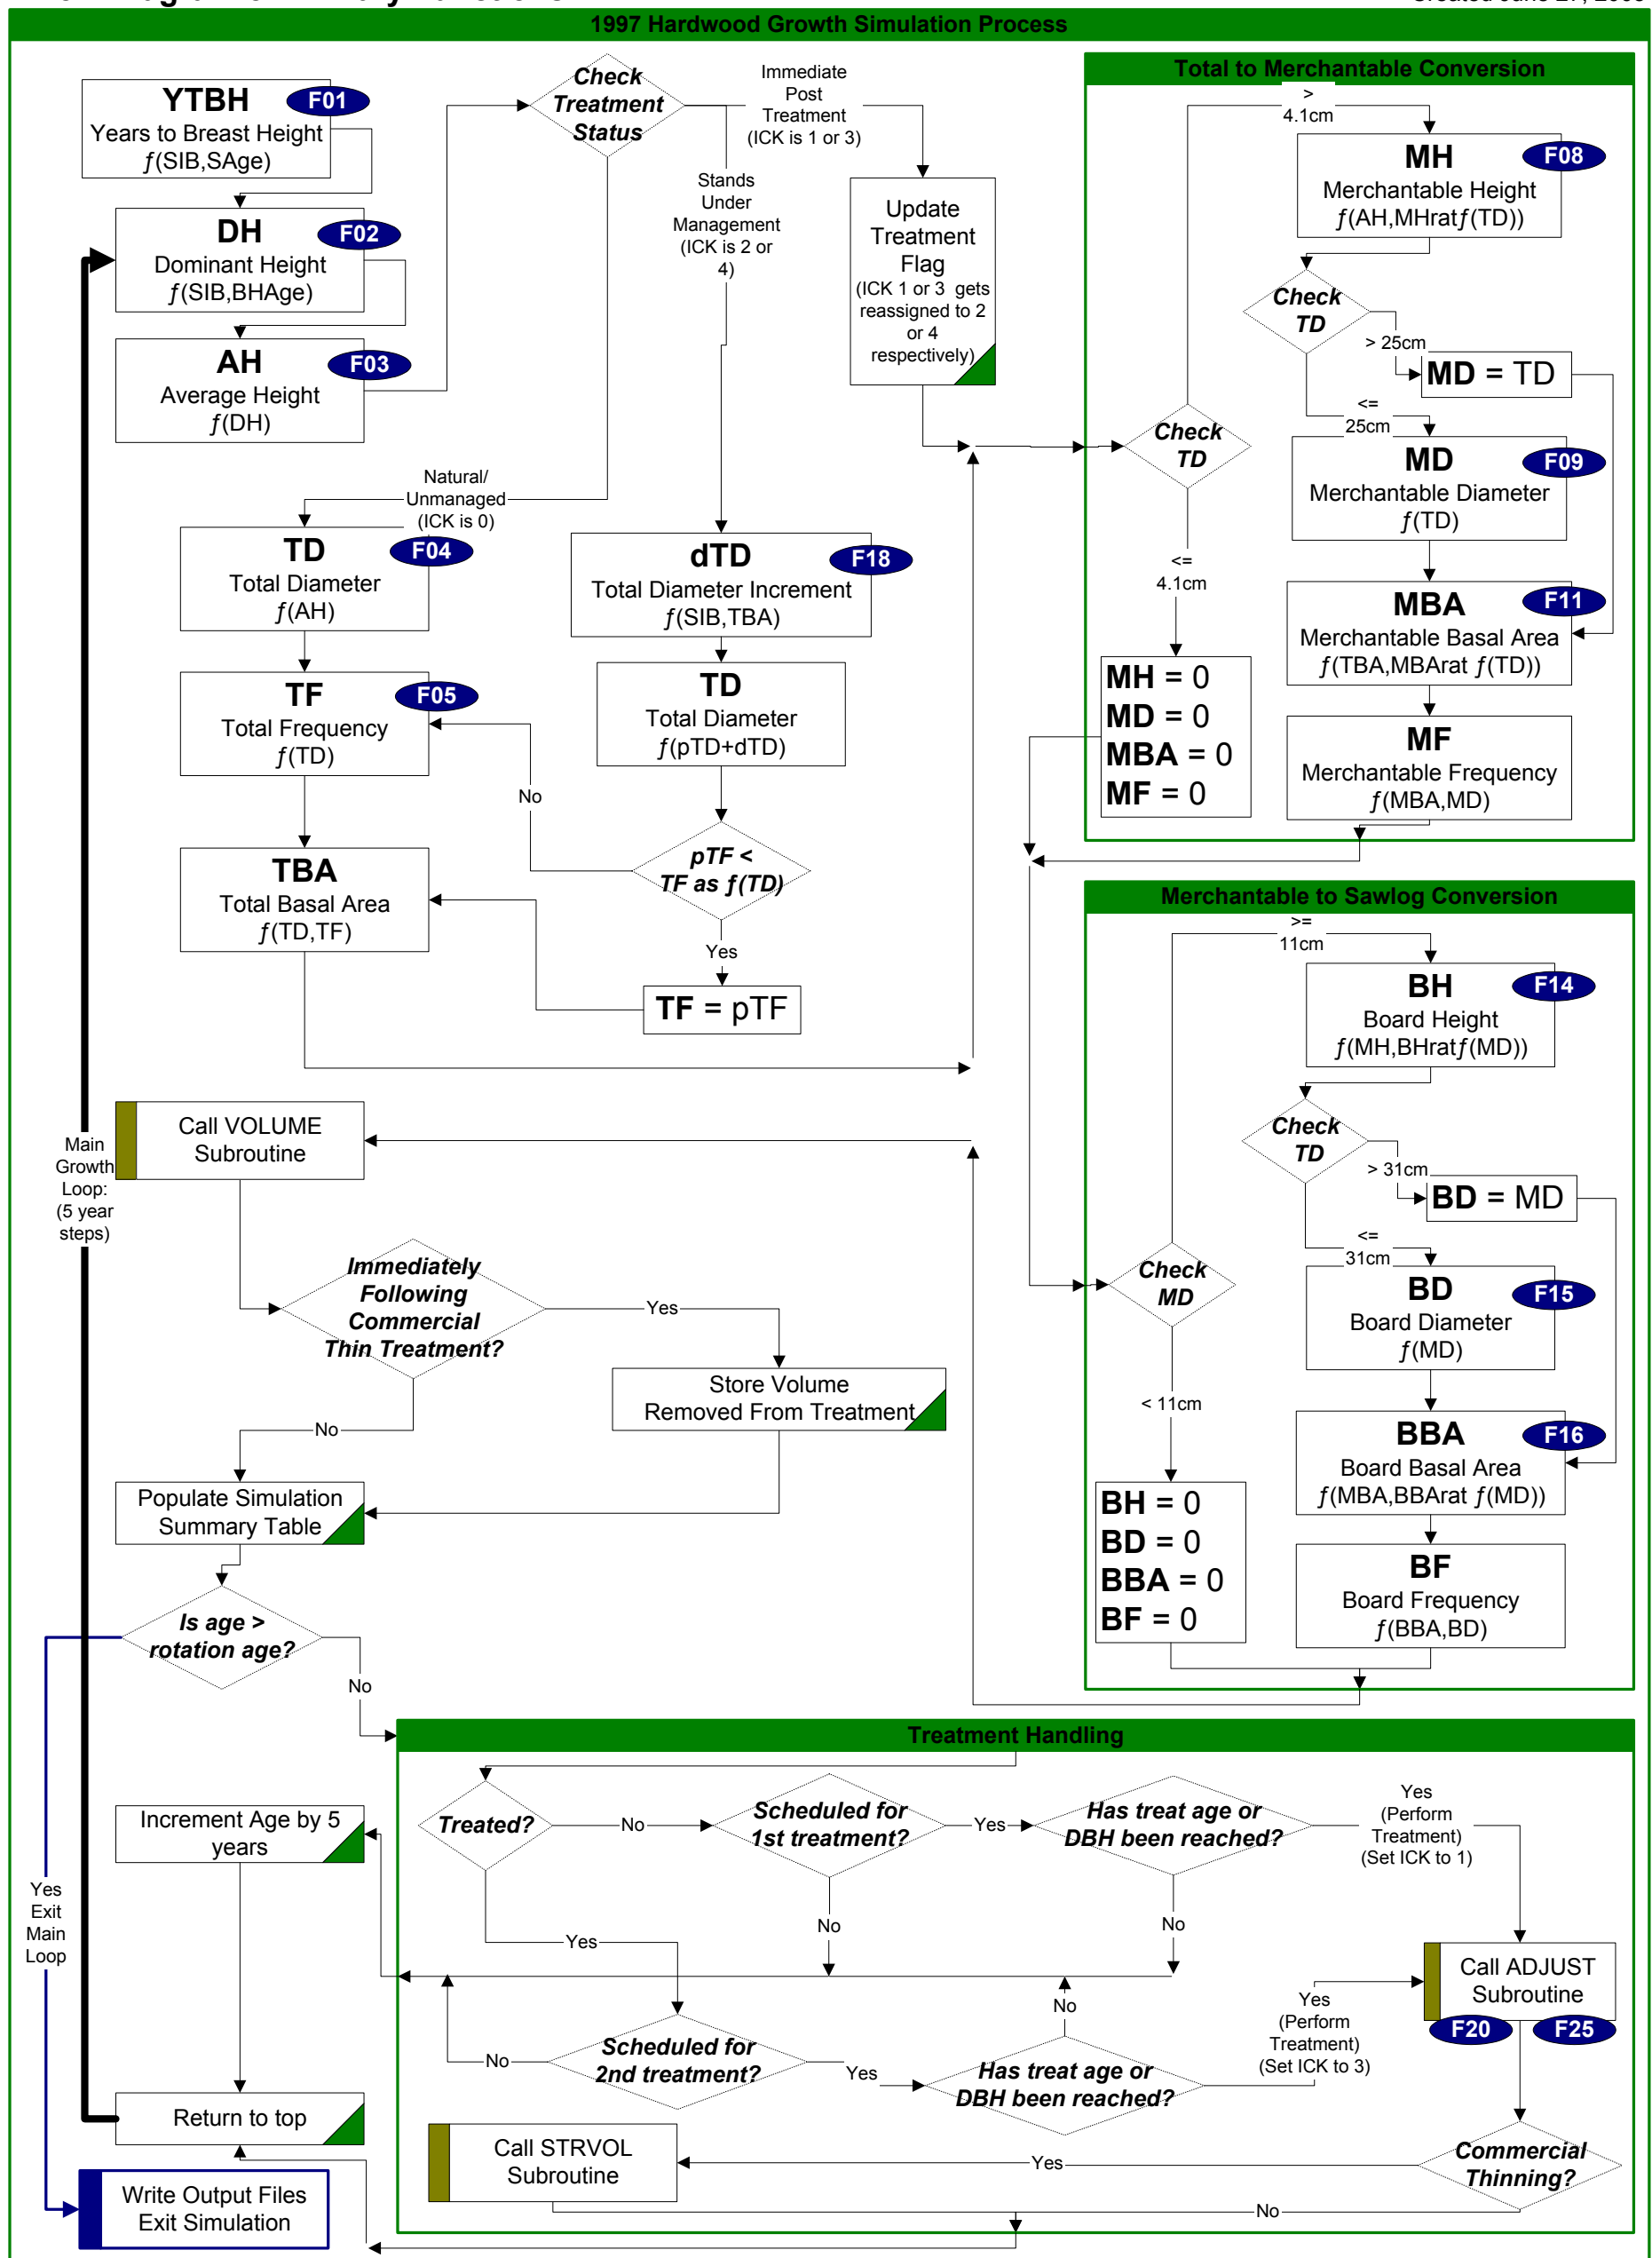 1997 Hardwood Growth Simulation Process
YTBH
F01
Years to Breast Height
ƒ(SIB,SAge)
DH
F02
Dominant Height
ƒ(SIB,BHAge)
AH
F03
Average Height
ƒ(DH)
Check
Treatment
Status
Immediate
Post
Treatment
(ICK is 1 or 3)
Stands
Under
Management
(ICK is 2 or
4)
Update
Treatment
Flag
(ICK 1 or 3 gets
reassigned to 2
or 4
respectively)
Natural/
Unmanaged
(ICK is 0)
TD
F04
Total Diameter
ƒ(AH)
TF
F05
Total Frequency
ƒ(TD)
TBA
Total Basal Area
ƒ(TD,TF)
dTD
F18
Total Diameter Increment
ƒ(SIB,TBA)
TD
Total Diameter
ƒ(pTD+dTD)
No
pTF <
TF as ƒ(TD)
Yes
TF = pTF
Total to Merchantable Conversion
>
4.1cm
MH
F08
Merchantable Height
ƒ(AH,MHratƒ(TD))
Check
TD
> 25cm
MD = TD
<=
25cm
Check
TD
MD
F09
Merchantable Diameter
ƒ(TD)
<=
4.1cm
MBA
F11
Merchantable Basal Area
ƒ(TBA,MBArat ƒ(TD))
MH = 0
MD = 0
MBA = 0
MF = 0
MF
Merchantable Frequency
ƒ(MBA,MD)
Merchantable to Sawlog Conversion
>=
11cm
BH
F14
Board Height
ƒ(MH,BHratƒ(MD))
Check
TD
> 31cm
BD = MD
<=
31cm
Check
MD
BD
F15
Board Diameter
ƒ(MD)
< 11cm
BBA
F16
Board Basal Area
ƒ(MBA,BBArat ƒ(MD))
BH = 0
BD = 0
BBA = 0
BF = 0
BF
Board Frequency
ƒ(BBA,BD)
Call VOLUME
Subroutine
Main
Growth
Loop:
(5 year
steps)
Immediately
Following
Commercial
Thin Treatment?
Yes
Store Volume
Removed From Treatment
No
Populate Simulation
Summary Table
Is age >
rotation age?
No
Treatment Handling
Increment Age by 5
years
Treated?
No
Scheduled for
1st treatment?
Yes
Has treat age or
DBH been reached?
Yes
(Perform
Treatment)
(Set ICK to 1)
Yes
Exit
Main
Loop
No
No
Yes
Call ADJUST
Subroutine
F20
F25
No
Scheduled for
2nd treatment?
No
Yes
Has treat age or
DBH been reached?
Yes
(Perform
Treatment)
(Set ICK to 3)
Return to top
Call STRVOL
Subroutine
Yes
Commercial
Thinning?
No
Write Output Files
Exit Simulation